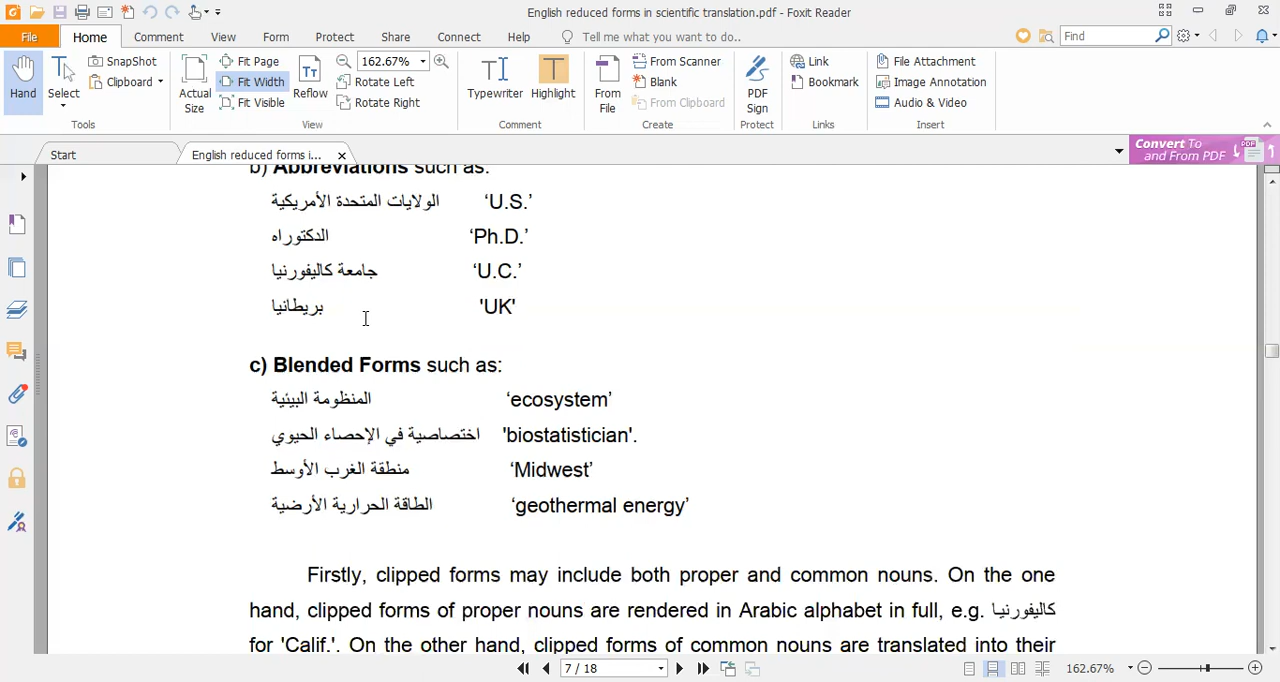 English reduced forms in scientific translation.pdf - Foxit Reader
File Home Comment View Form Protect Share Connect Help Tell me what you want to do.. Find
Hand Select SnapShot Clipboard Actual Size Fit Page Fit Width Fit Visible Reflow 162.67% Rotate Left Rotate Right Typewriter Highlight From File From Scanner Blank From Clipboard PDF Sign Link Bookmark File Attachment Image Annotation Audio & Video
Tools View Comment Create Protect Links Insert
Start English reduced forms i... Convert To and From PDF PDF
b) Abbreviations such as:
الولايات المتحدة الأمريكية ‘U.S.’
الدكتوراه ‘Ph.D.’
جامعة كاليفورنيا ‘U.C.’
بريطانيا 'UK'
c) Blended Forms such as:
المنظومة البيئية ‘ecosystem’
اختصاصية في الإحصاء الحيوي 'biostatistician'.
منطقة الغرب الأوسط ‘Midwest’
الطاقة الحرارية الأرضية ‘geothermal energy’
Firstly, clipped forms may include both proper and common nouns. On the one
hand, clipped forms of proper nouns are rendered in Arabic alphabet in full, e.g. كاليفورنيا
for 'Calif.'. On the other hand, clipped forms of common nouns are translated into their
7 / 18 162.67%